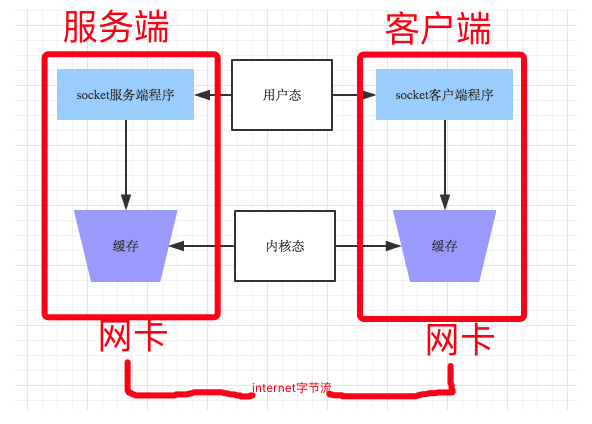 服务端
客户端
socket服务端程序
用户态
socket客户端程序
缓存
内核态
缓存
网卡
网卡
internet字节流